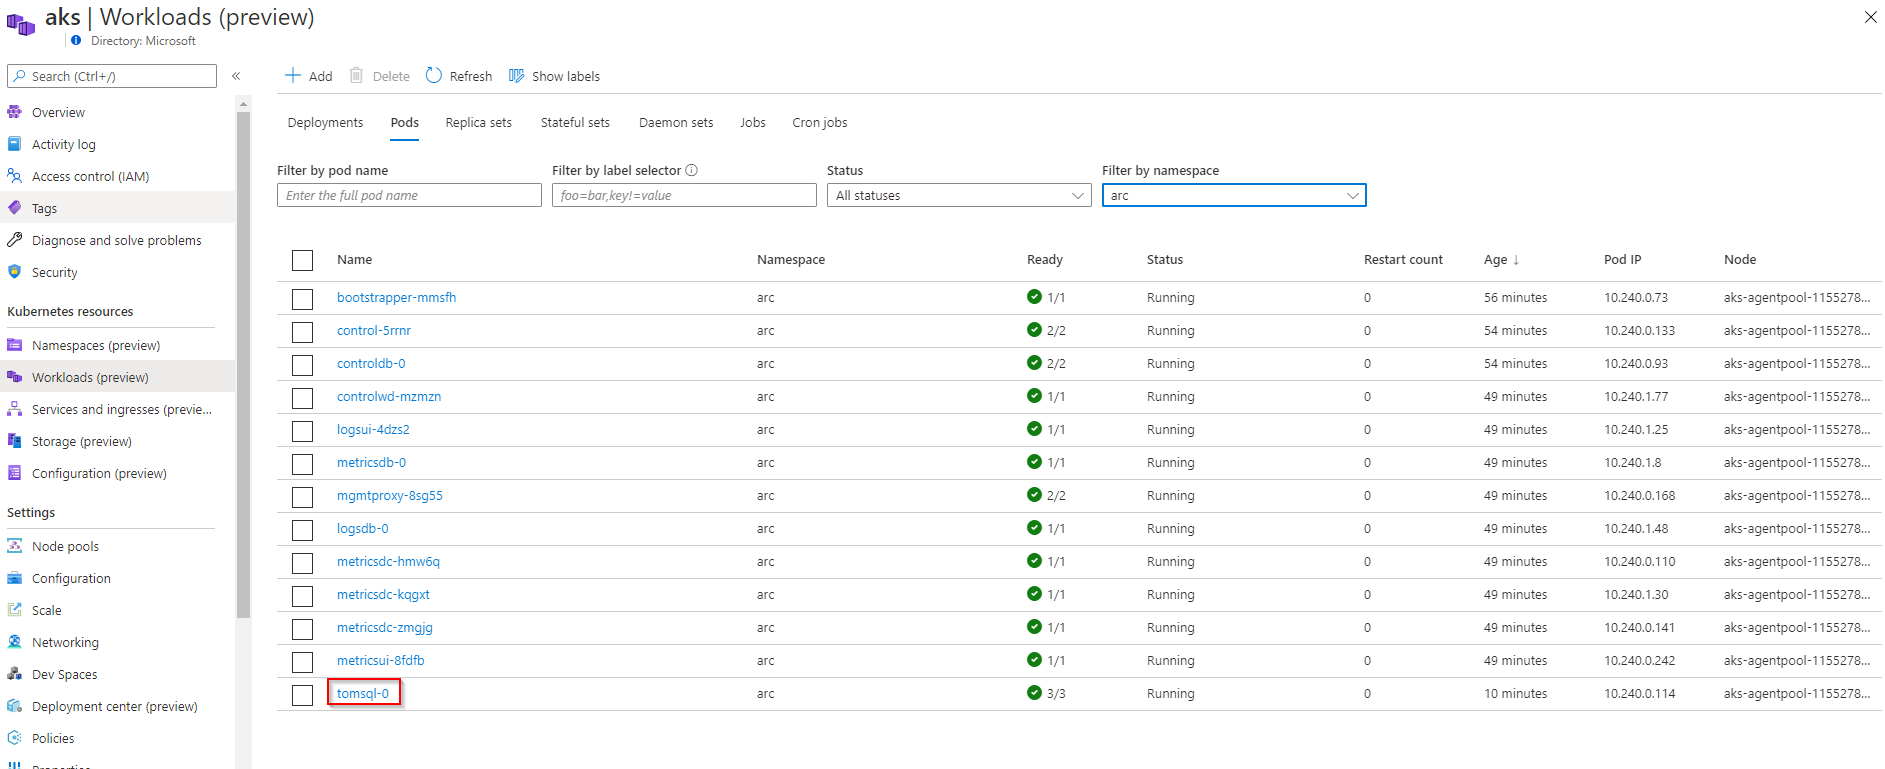 aks | Workloads (preview)
Directory: Microsoft
Search (Ctrl+/)
«
Overview
Activity log
Access control (IAM)
Tags
Diagnose and solve problems
Security
Kubernetes resources
Namespaces (preview)
Workloads (preview)
Services and ingresses (previe...
Storage (preview)
Configuration (preview)
Settings
Node pools
Configuration
Scale
Networking
Dev Spaces
Deployment center (preview)
Policies
Properties
Add Delete Refresh Show labels
Deployments Pods Replica sets Stateful sets Daemon sets Jobs Cron jobs
Filter by pod name Filter by label selector Status Filter by namespace
Enter the full pod name foo=bar,key!=value All statuses arc
Name Namespace Ready Status Restart count Age ↓ Pod IP Node
bootstrapper-mmsfh arc 1/1 Running 0 56 minutes 10.240.0.73 aks-agentpool-1155278...
control-5rrnr arc 2/2 Running 0 54 minutes 10.240.0.133 aks-agentpool-1155278...
controldb-0 arc 2/2 Running 0 54 minutes 10.240.0.93 aks-agentpool-1155278...
controlwd-mzmzn arc 1/1 Running 0 49 minutes 10.240.1.77 aks-agentpool-1155278...
logsui-4dzs2 arc 1/1 Running 0 49 minutes 10.240.1.25 aks-agentpool-1155278...
metricsdb-0 arc 1/1 Running 0 49 minutes 10.240.1.8 aks-agentpool-1155278...
mgmtproxy-8sg55 arc 2/2 Running 0 49 minutes 10.240.0.168 aks-agentpool-1155278...
logsdb-0 arc 1/1 Running 0 49 minutes 10.240.1.48 aks-agentpool-1155278...
metricsdc-hmw6q arc 1/1 Running 0 49 minutes 10.240.0.110 aks-agentpool-1155278...
metricsdc-kqgxt arc 1/1 Running 0 49 minutes 10.240.1.30 aks-agentpool-1155278...
metricsdc-zmgjg arc 1/1 Running 0 49 minutes 10.240.0.141 aks-agentpool-1155278...
metricsui-8fdfb arc 1/1 Running 0 49 minutes 10.240.0.242 aks-agentpool-1155278...
tomsql-0 arc 3/3 Running 0 10 minutes 10.240.0.114 aks-agentpool-1155278...